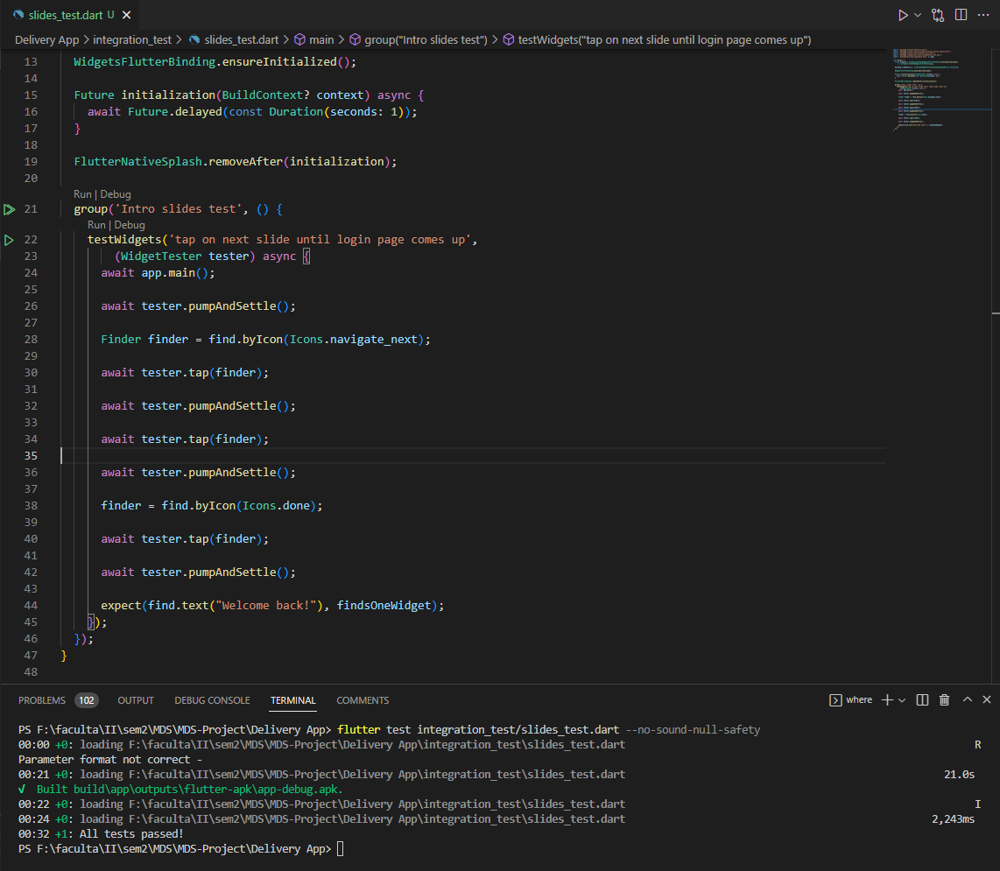 slides_test.dart U
Delivery App > integration_test > slides_test.dart > main > group("Intro slides test") > testWidgets("tap on next slide until login page comes up")
13 WidgetsFlutterBinding.ensureInitialized();
14
15 Future initialization(BuildContext? context) async {
16 await Future.delayed(const Duration(seconds: 1));
17 }
18
19 FlutterNativeSplash.removeAfter(initialization);
20
Run | Debug
21 group('Intro slides test', () {
Run | Debug
22 testWidgets('tap on next slide until login page comes up',
23 (WidgetTester tester) async {
24 await app.main();
25
26 await tester.pumpAndSettle();
27
28 Finder finder = find.byIcon(Icons.navigate_next);
29
30 await tester.tap(finder);
31
32 await tester.pumpAndSettle();
33
34 await tester.tap(finder);
35
36 await tester.pumpAndSettle();
37
38 finder = find.byIcon(Icons.done);
39
40 await tester.tap(finder);
41
42 await tester.pumpAndSettle();
43
44 expect(find.text("Welcome back!"), findsOneWidget);
45 });
46 });
47 }
48
PROBLEMS 102 OUTPUT DEBUG CONSOLE TERMINAL COMMENTS where
PS F:\faculta\II\sem2\MDS\MDS-Project\Delivery App> flutter test integration_test/slides_test.dart --no-sound-null-safety
00:00 +0: loading F:\faculta\II\sem2\MDS\MDS-Project\Delivery App\integration_test\slides_test.dart R
Parameter format not correct -
00:21 +0: loading F:\faculta\II\sem2\MDS\MDS-Project\Delivery App\integration_test\slides_test.dart 21.0s
√ Built build\app\outputs\flutter-apk\app-debug.apk.
00:22 +0: loading F:\faculta\II\sem2\MDS\MDS-Project\Delivery App\integration_test\slides_test.dart I
00:24 +0: loading F:\faculta\II\sem2\MDS\MDS-Project\Delivery App\integration_test\slides_test.dart 2,243ms
00:32 +1: All tests passed!
PS F:\faculta\II\sem2\MDS\MDS-Project\Delivery App>